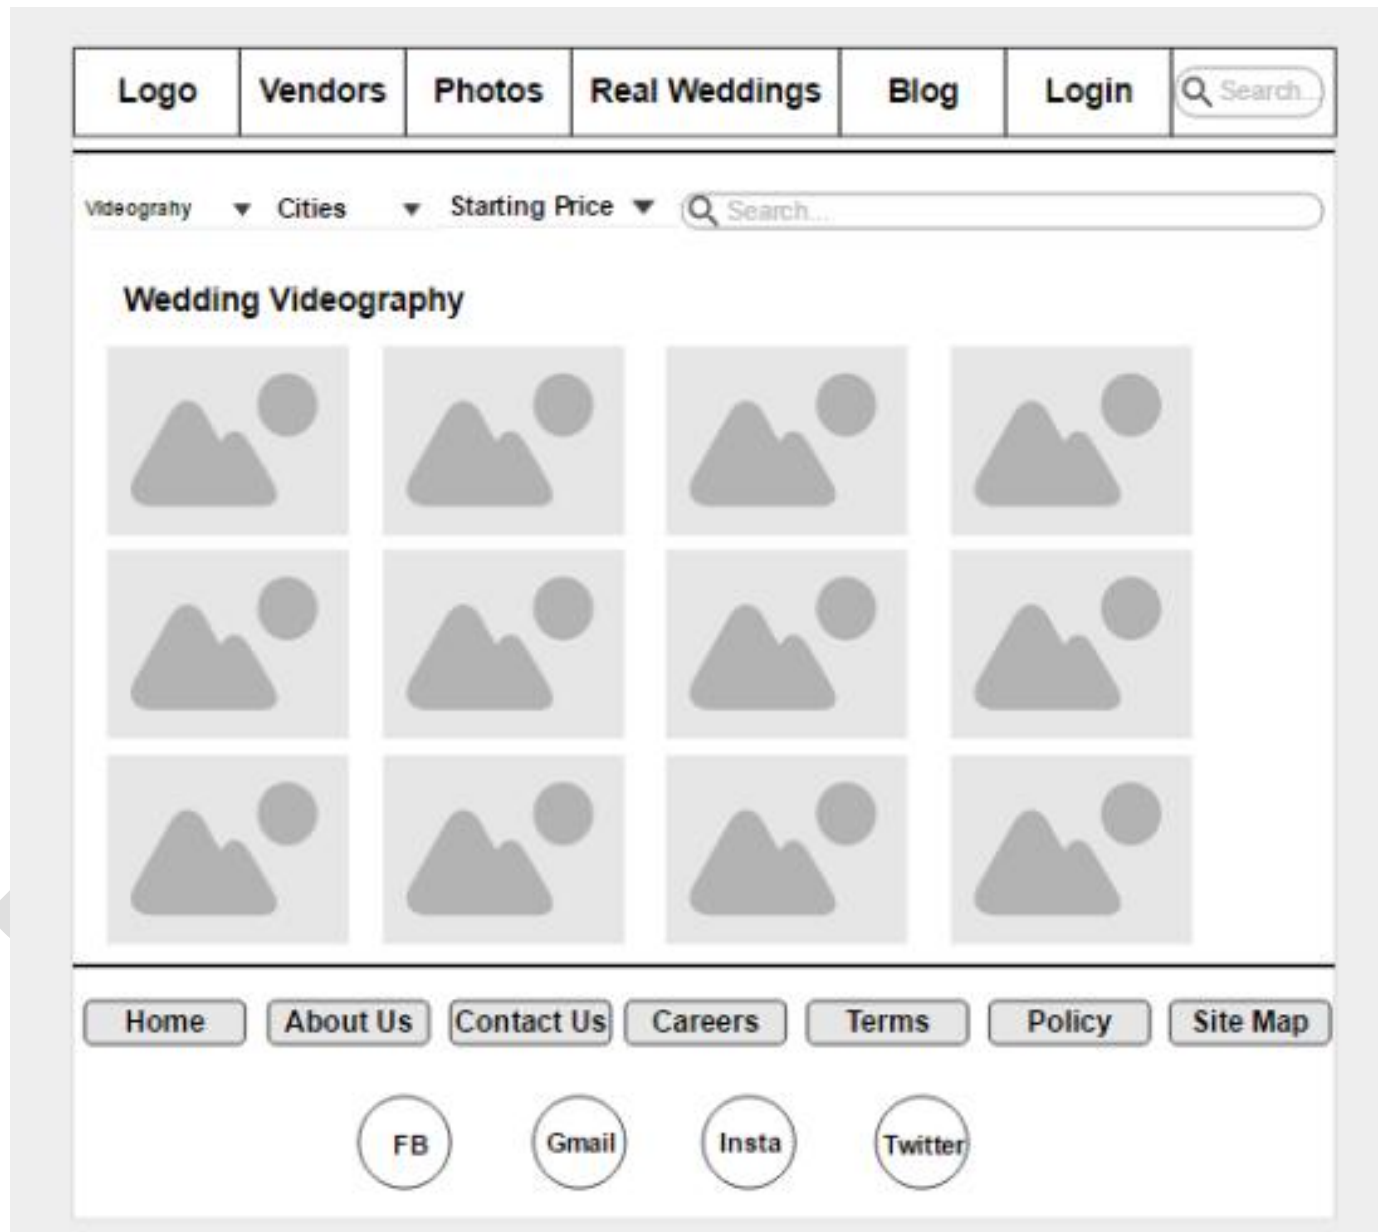 Logo Vendors Photos Real Weddings Blog Login Search...
Videograhy Cities Starting Price Search...
Wedding Videography
Home About Us Contact Us Careers Terms Policy Site Map
FB Gmail Insta Twitter